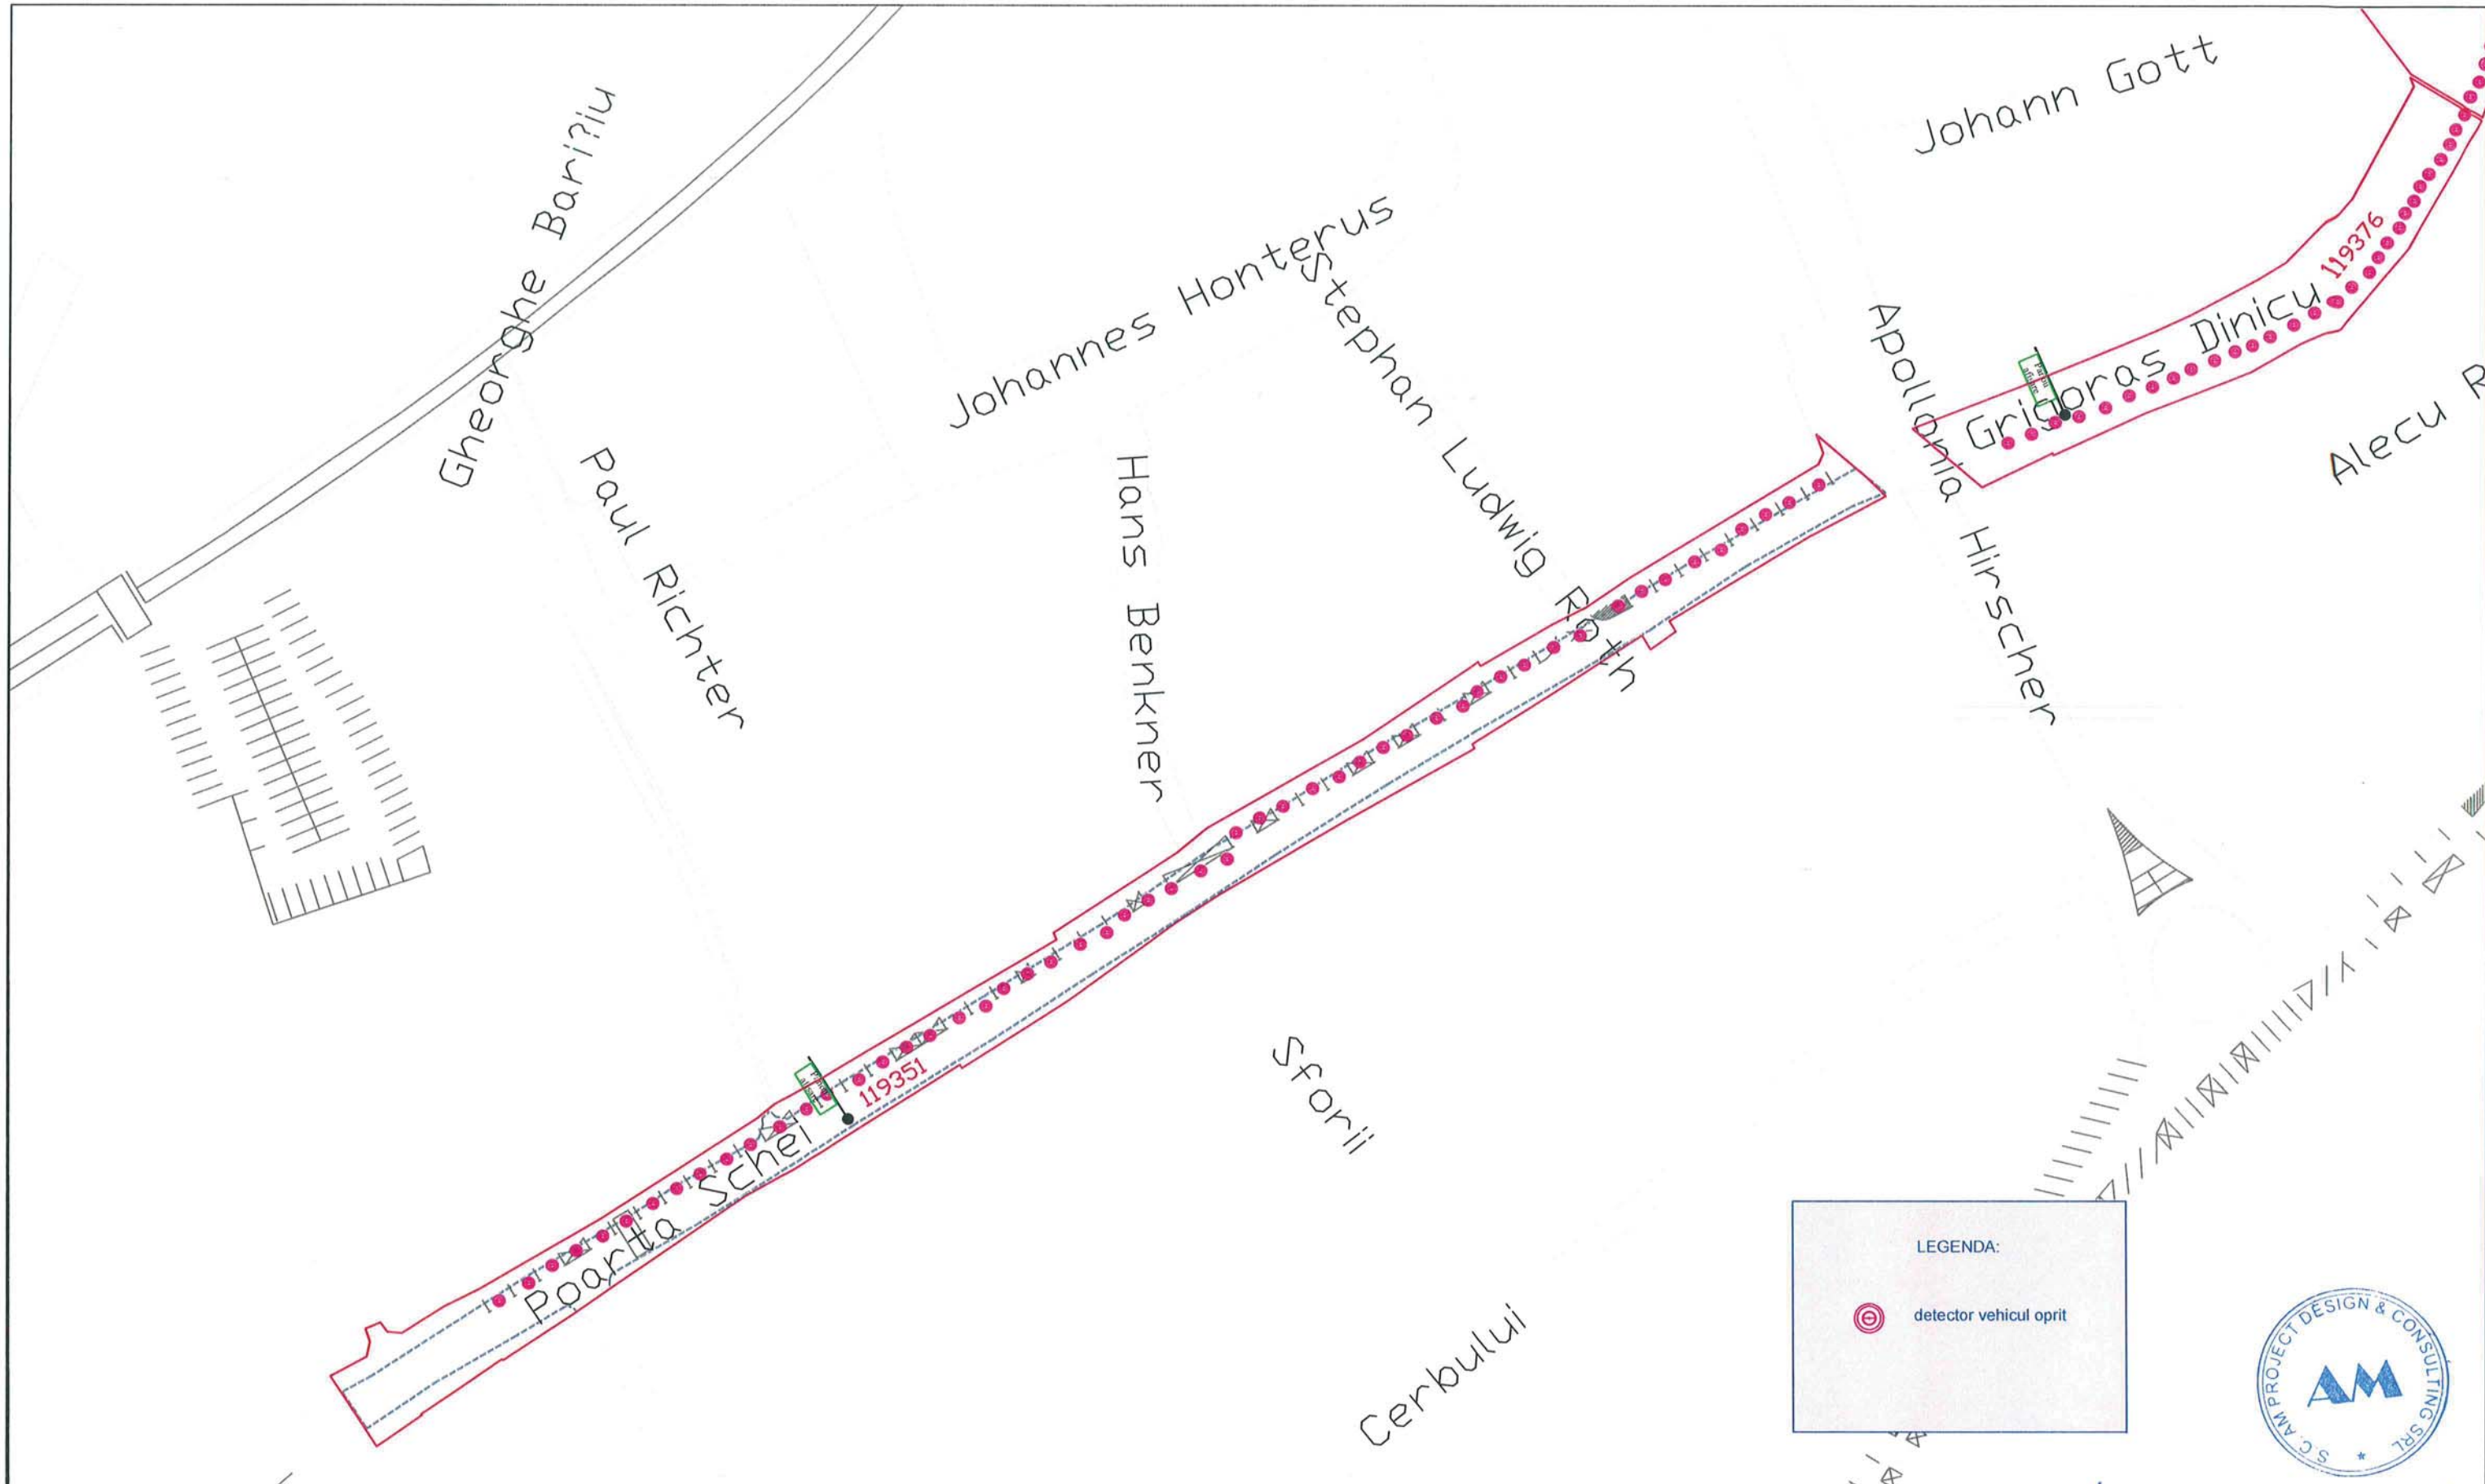 Johann Gott
Gheorghe Bari?iu
Johannes Honterus
Stephan Ludwig Roth
119376
Grigoras Dinicu
Apollonia Hirscher
Alecu R
Paul Richter
Hans Benkner
119351
Poarta Schei
Sforii
Cerbului
LEGENDA:
detector vehicul oprit
S.C. AM PROJECT DESIGN & CONSULTING SRL *
AM